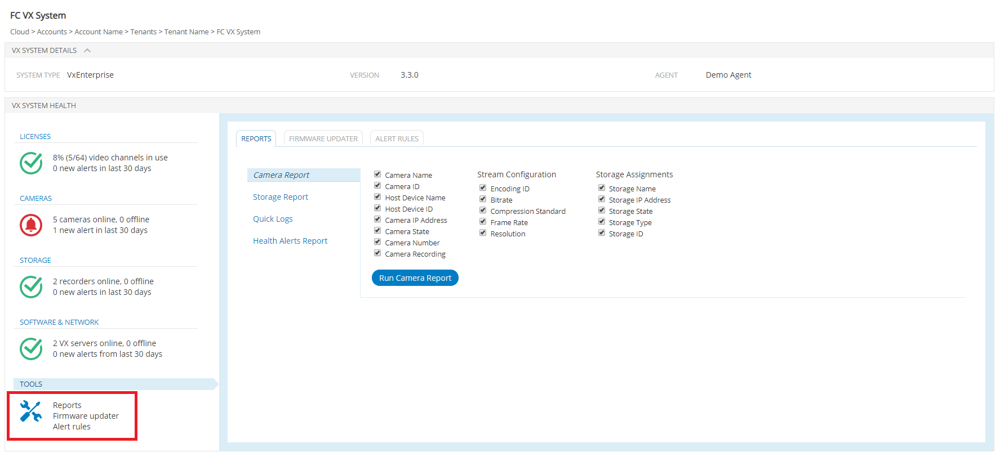 FC VX System
Cloud > Accounts > Account Name > Tenants > Tenant Name > FC VX System
VX SYSTEM DETAILS
SYSTEM TYPE VxEnterprise VERSION 3.3.0 AGENT Demo Agent
VX SYSTEM HEALTH
LICENSES
8% (5/64) video channels in use
0 new alerts in last 30 days
CAMERAS
5 cameras online, 0 offline
1 new alert in last 30 days
STORAGE
2 recorders online, 0 offline
0 new alerts in last 30 days
SOFTWARE & NETWORK
2 VX servers online, 0 offline
0 new alerts from last 30 days
TOOLS
Reports
Firmware updater
Alert rules
REPORTS FIRMWARE UPDATER ALERT RULES
Camera Report
Storage Report
Quick Logs
Health Alerts Report
Camera Name
Camera ID
Host Device Name
Host Device ID
Camera IP Address
Camera State
Camera Number
Camera Recording
Stream Configuration
Encoding ID
Bitrate
Compression Standard
Frame Rate
Resolution
Storage Assignments
Storage Name
Storage IP Address
Storage State
Storage Type
Storage ID
Run Camera Report